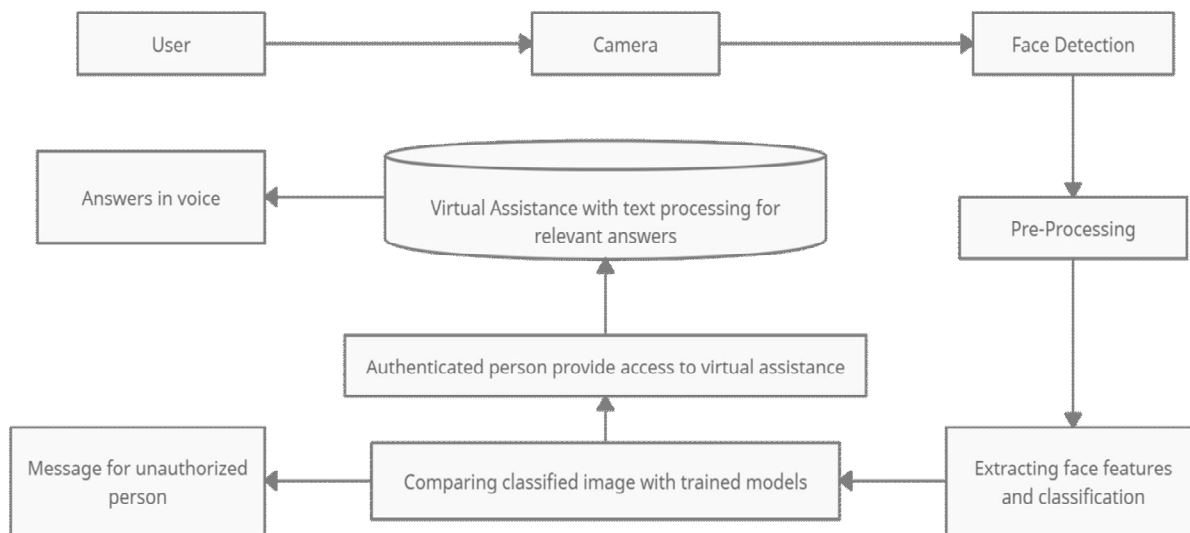 User
Camera
Face Detection
Answers in voice
Virtual Assistance with text processing for
relevant answers
Pre-Processing
Authenticated person provide access to virtual assistance
Message for unauthorized
person
Comparing classified image with trained models
Extracting face features
and classification